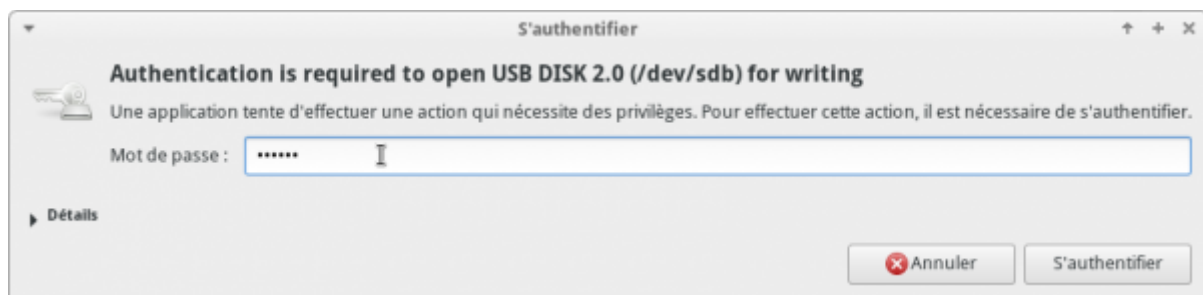 S'authentifier
Authentication is required to open USB DISK 2.0 (/dev/sdb) for writing
Une application tente d'effectuer une action qui nécessite des privilèges. Pour effectuer cette action, il est nécessaire de s'authentifier.
Mot de passe : ••••••
Détails
Annuler S'authentifier